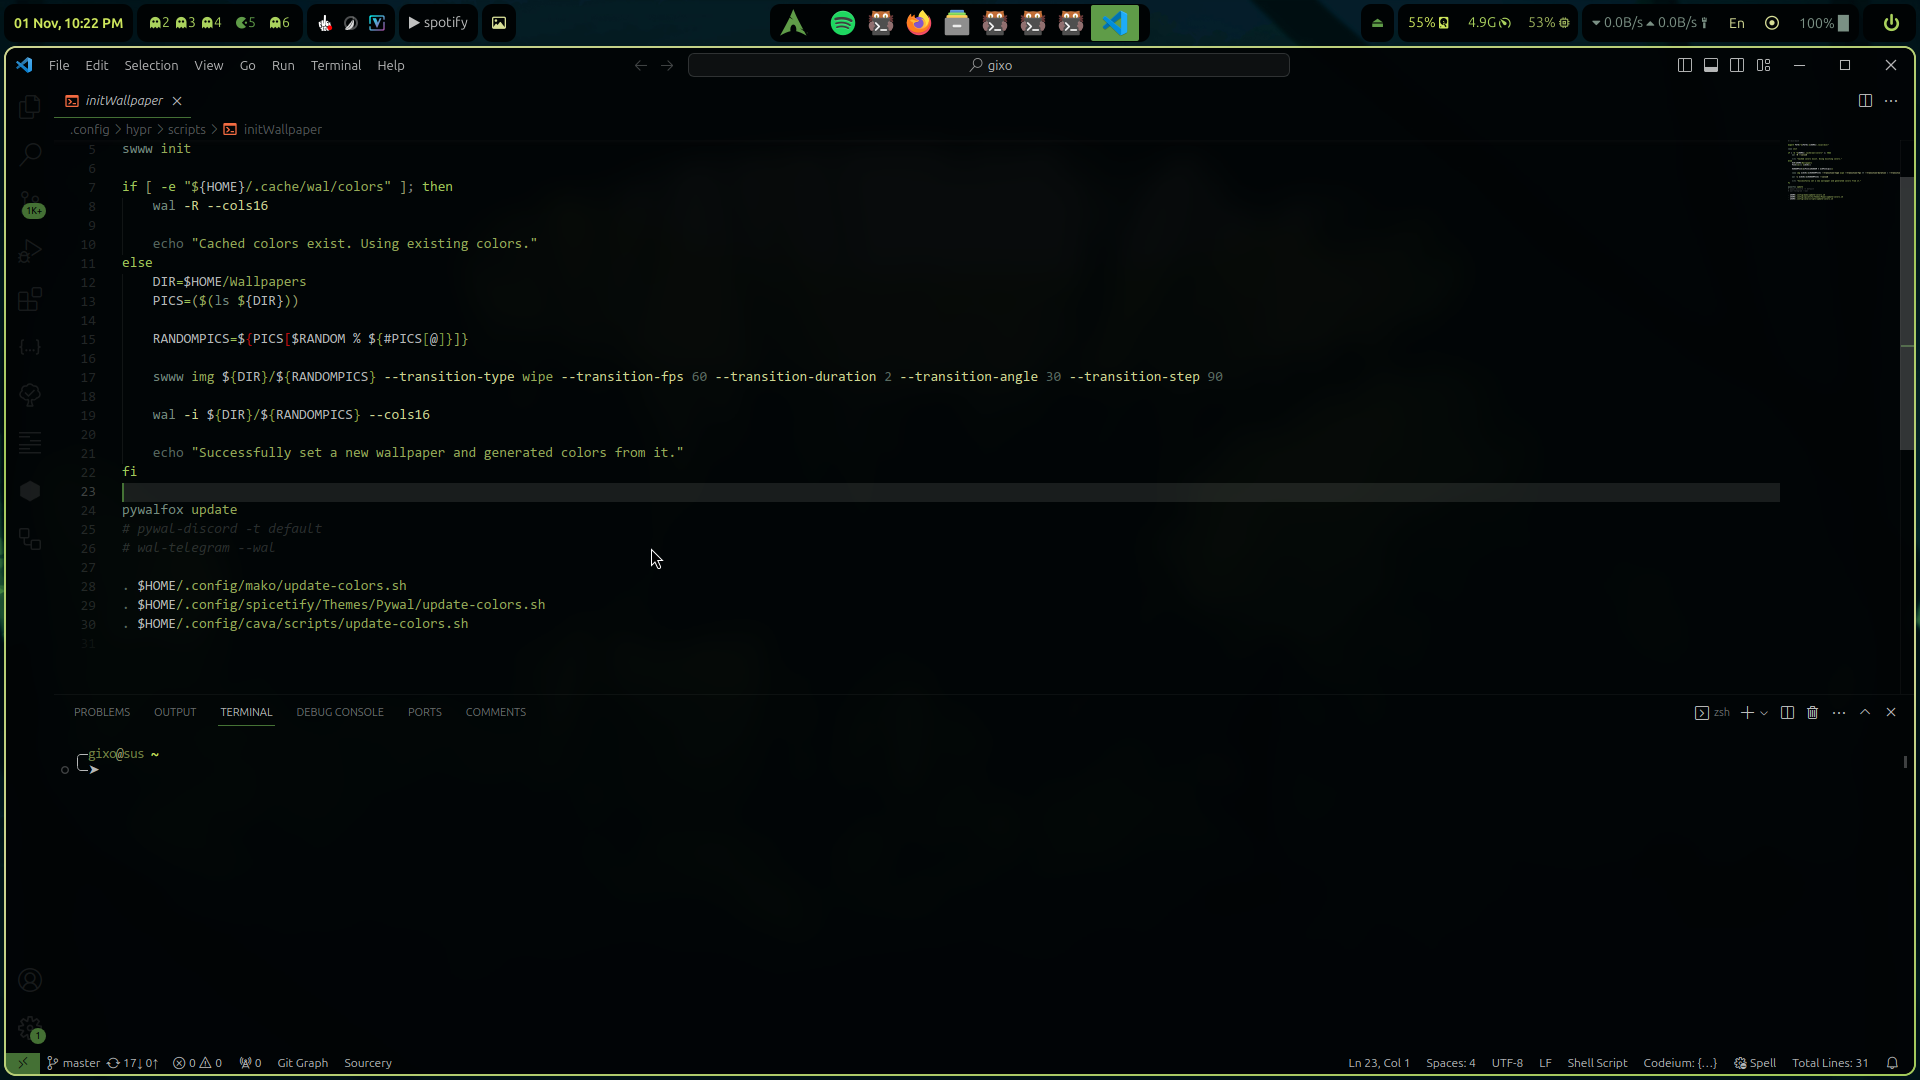 01 Nov, 10:22 PM 2 3 4 5 6 spotify 55% 4.9G 53% 0.0B/s 0.0B/s En 100%
File Edit Selection View Go Run Terminal Help gixo
initWallpaper
.config > hypr > scripts > initWallpaper
5 swww init
6
7 if [ -e "${HOME}/.cache/wal/colors" ]; then
8 wal -R --cols16
9
10 echo "Cached colors exist. Using existing colors."
11 else
12 DIR=$HOME/Wallpapers
13 PICS=($(ls ${DIR}))
14
15 RANDOMPICS=${PICS[$RANDOM % ${#PICS[@]}]}
16
17 swww img ${DIR}/${RANDOMPICS} --transition-type wipe --transition-fps 60 --transition-duration 2 --transition-angle 30 --transition-step 90
18
19 wal -i ${DIR}/${RANDOMPICS} --cols16
20
21 echo "Successfully set a new wallpaper and generated colors from it."
22 fi
23
24 pywalfox update
25 # pywal-discord -t default
26 # wal-telegram --wal
27
28 . $HOME/.config/mako/update-colors.sh
29 . $HOME/.config/spicetify/Themes/Pywal/update-colors.sh
30 . $HOME/.config/cava/scripts/update-colors.sh
31
1K+
PROBLEMS OUTPUT TERMINAL DEBUG CONSOLE PORTS COMMENTS zsh
gixo@sus ~
1
master 17↓ 0↑ 0 0 0 Git Graph Sourcery Ln 23, Col 1 Spaces: 4 UTF-8 LF Shell Script Codeium: {...} Spell Total Lines: 31